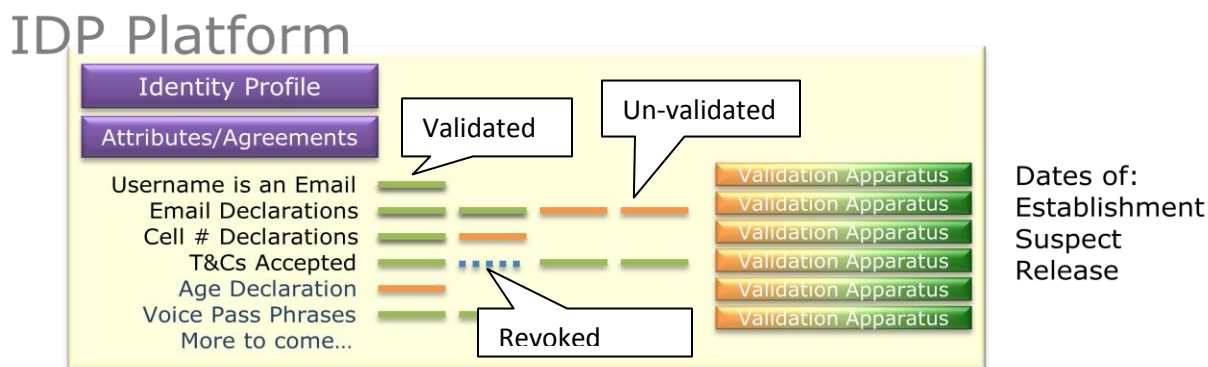 IDP Platform
Identity Profile
Attributes/Agreements
Validated
Un-validated
Username is an Email
Email Declarations
Cell # Declarations
T&Cs Accepted
Age Declaration
Voice Pass Phrases
More to come...
Revoked
Validation Apparatus
Validation Apparatus
Validation Apparatus
Validation Apparatus
Validation Apparatus
Validation Apparatus
Dates of:
Establishment
Suspect
Release